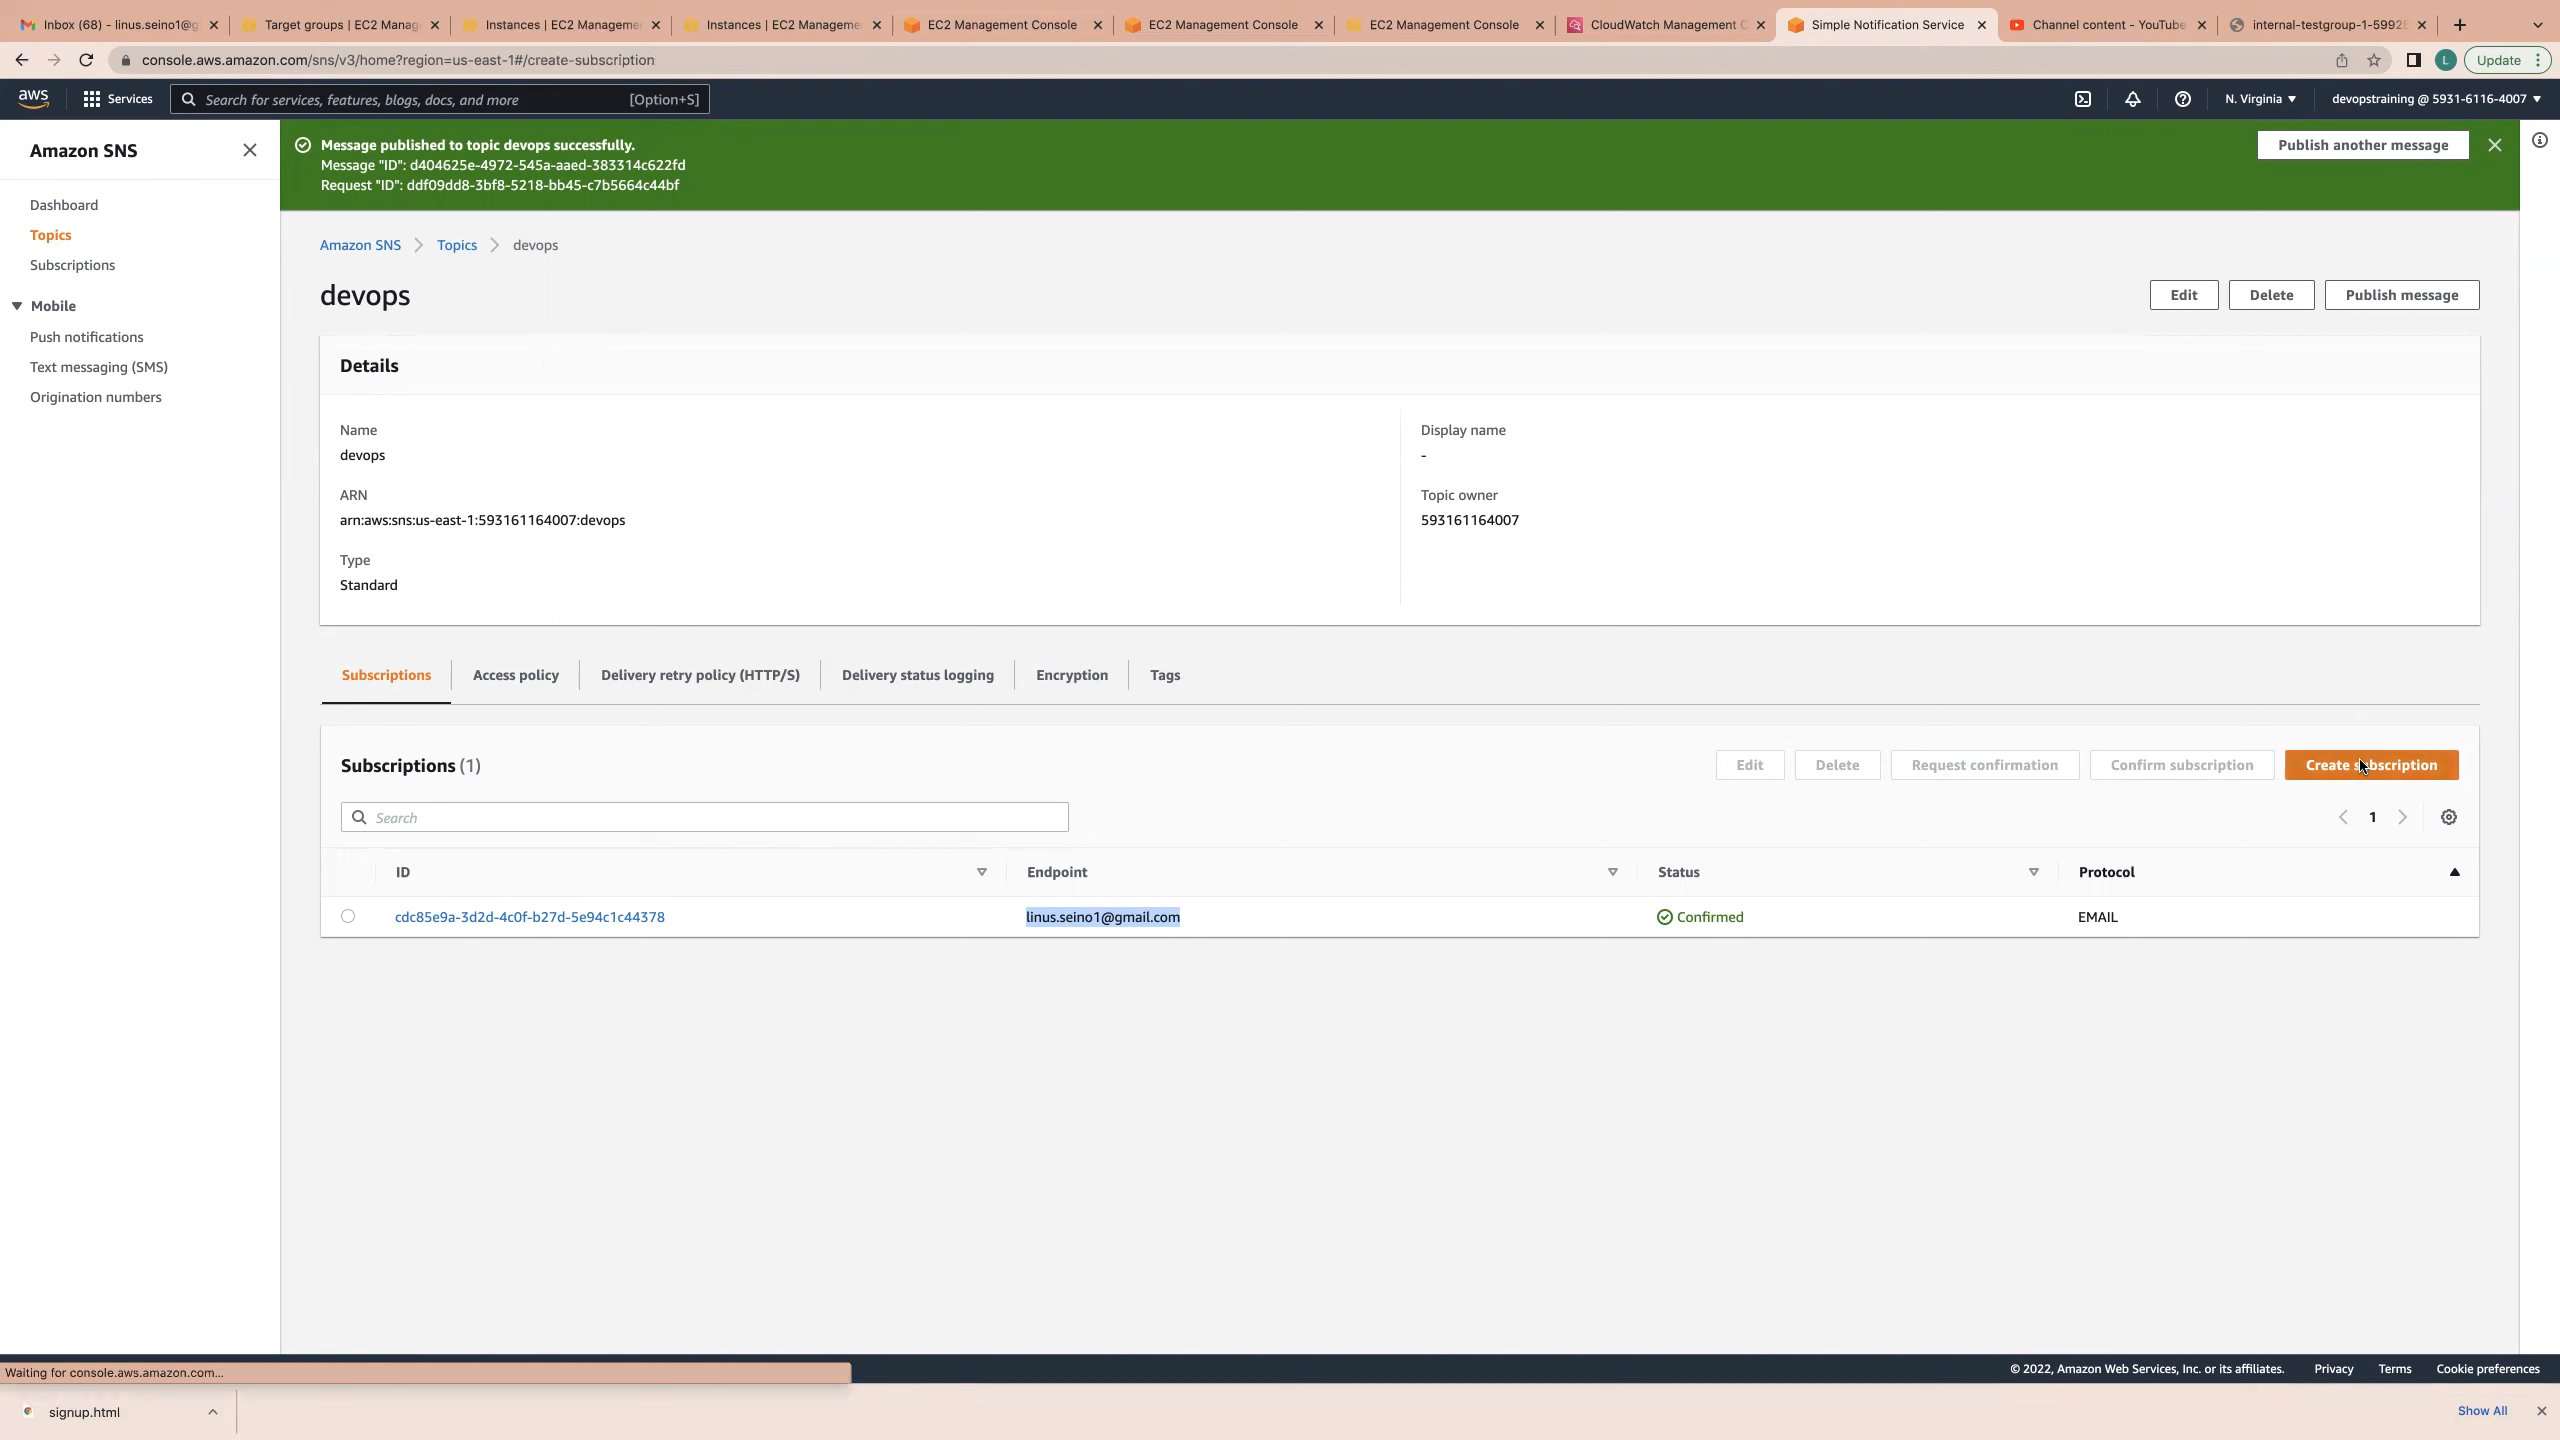 Inbox (68) - linus.seino1@g
Target groups | EC2 Manag
Instances | EC2 Manageme
Instances | EC2 Manageme
EC2 Management Console
EC2 Management Console
EC2 Management Console
CloudWatch Management C
Simple Notification Service
Channel content - YouTube
internal-testgroup-1-5992
console.aws.amazon.com/sns/v3/home?region=us-east-1#/create-subscription
L
Update
aws
Services
Search for services, features, blogs, docs, and more
[Option+S]
N. Virginia
devopstraining @ 5931-6116-4007
Amazon SNS
Dashboard
Topics
Subscriptions
Mobile
Push notifications
Text messaging (SMS)
Origination numbers
Message published to topic devops successfully.
Message "ID": d404625e-4972-545a-aaed-383314c622fd
Request "ID": ddf09dd8-3bf8-5218-bb45-c7b5664c44bf
Publish another message
Amazon SNS
Topics
devops
devops
Edit
Delete
Publish message
Details
Name
devops
ARN
arn:aws:sns:us-east-1:593161164007:devops
Type
Standard
Display name
-
Topic owner
593161164007
Subscriptions
Access policy
Delivery retry policy (HTTP/S)
Delivery status logging
Encryption
Tags
Subscriptions (1)
Edit
Delete
Request confirmation
Confirm subscription
Create subscription
Search
1
ID
Endpoint
Status
Protocol
cdc85e9a-3d2d-4c0f-b27d-5e94c1c44378
linus.seino1@gmail.com
Confirmed
EMAIL
Waiting for console.aws.amazon.com...
© 2022, Amazon Web Services, Inc. or its affiliates.
Privacy
Terms
Cookie preferences
signup.html
Show All